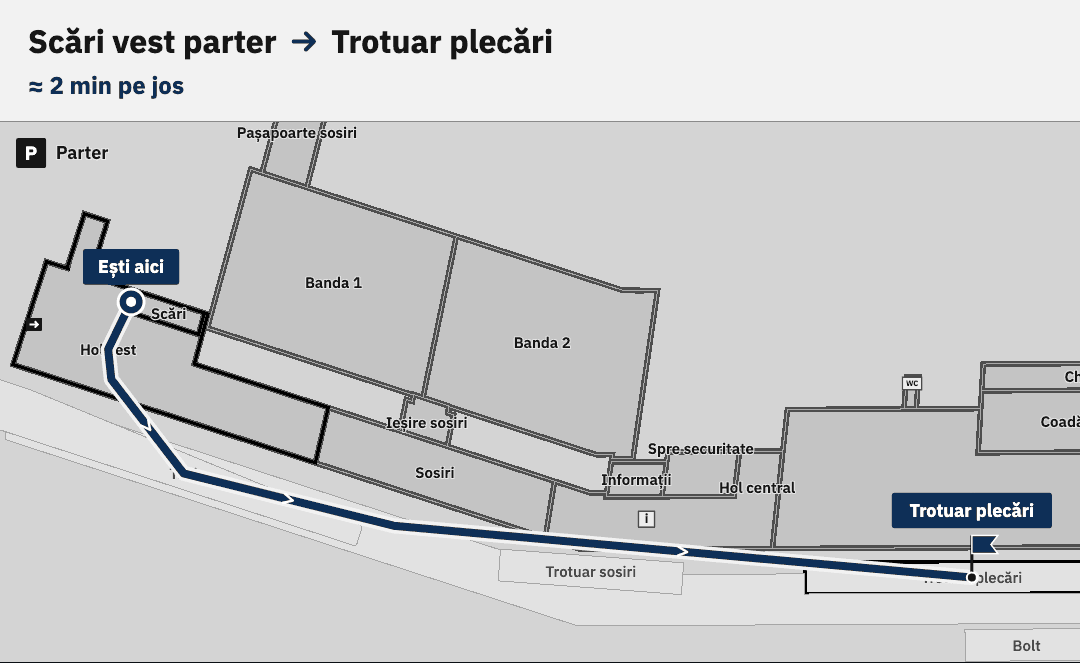 Scări vest parter → Trotuar plecări
≈ 2 min pe jos
P Parter
Pașapoarte sosiri
Ești aici
Banda 1
Scări
Banda 2
Ieșire sosiri
Spre securitate
Sosiri
Informații
Hol central
wc
i
Trotuar plecări
Trotuar sosiri
plecări
Bolt